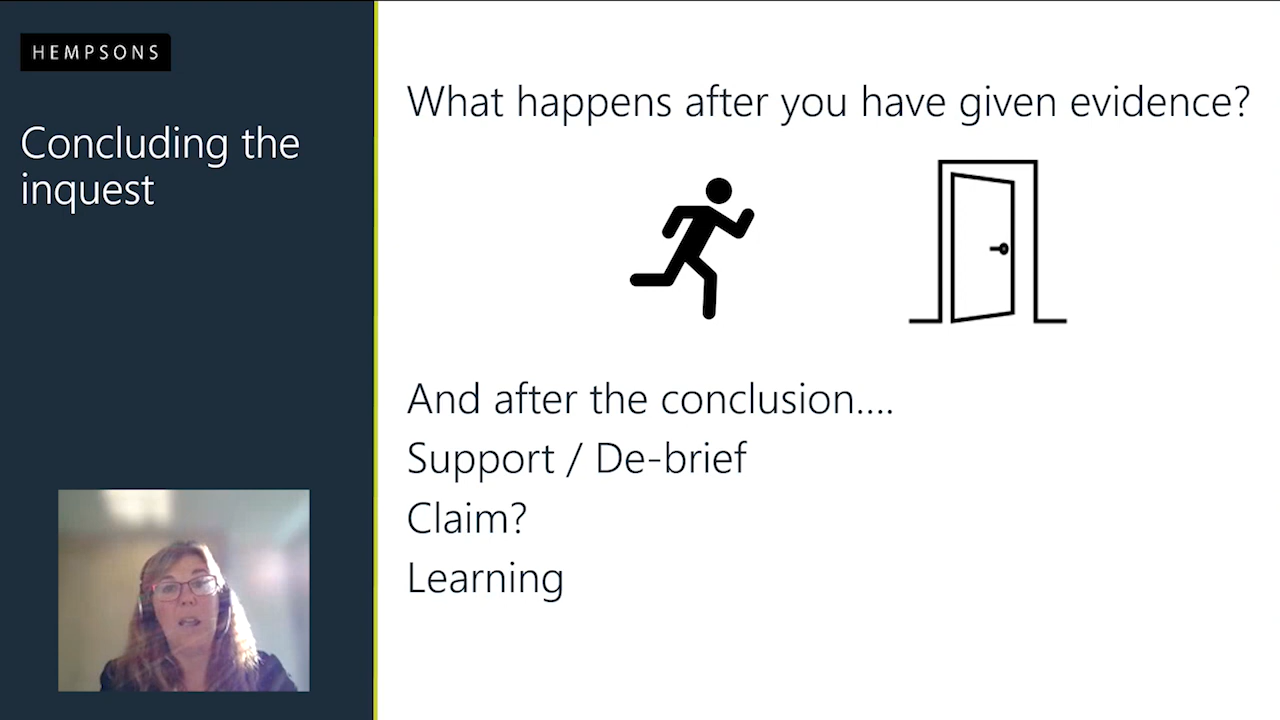 HEMPSONS
Concluding the
inquest
What happens after you have given evidence?
And after the conclusion....
Support / De-brief
Claim?
Learning